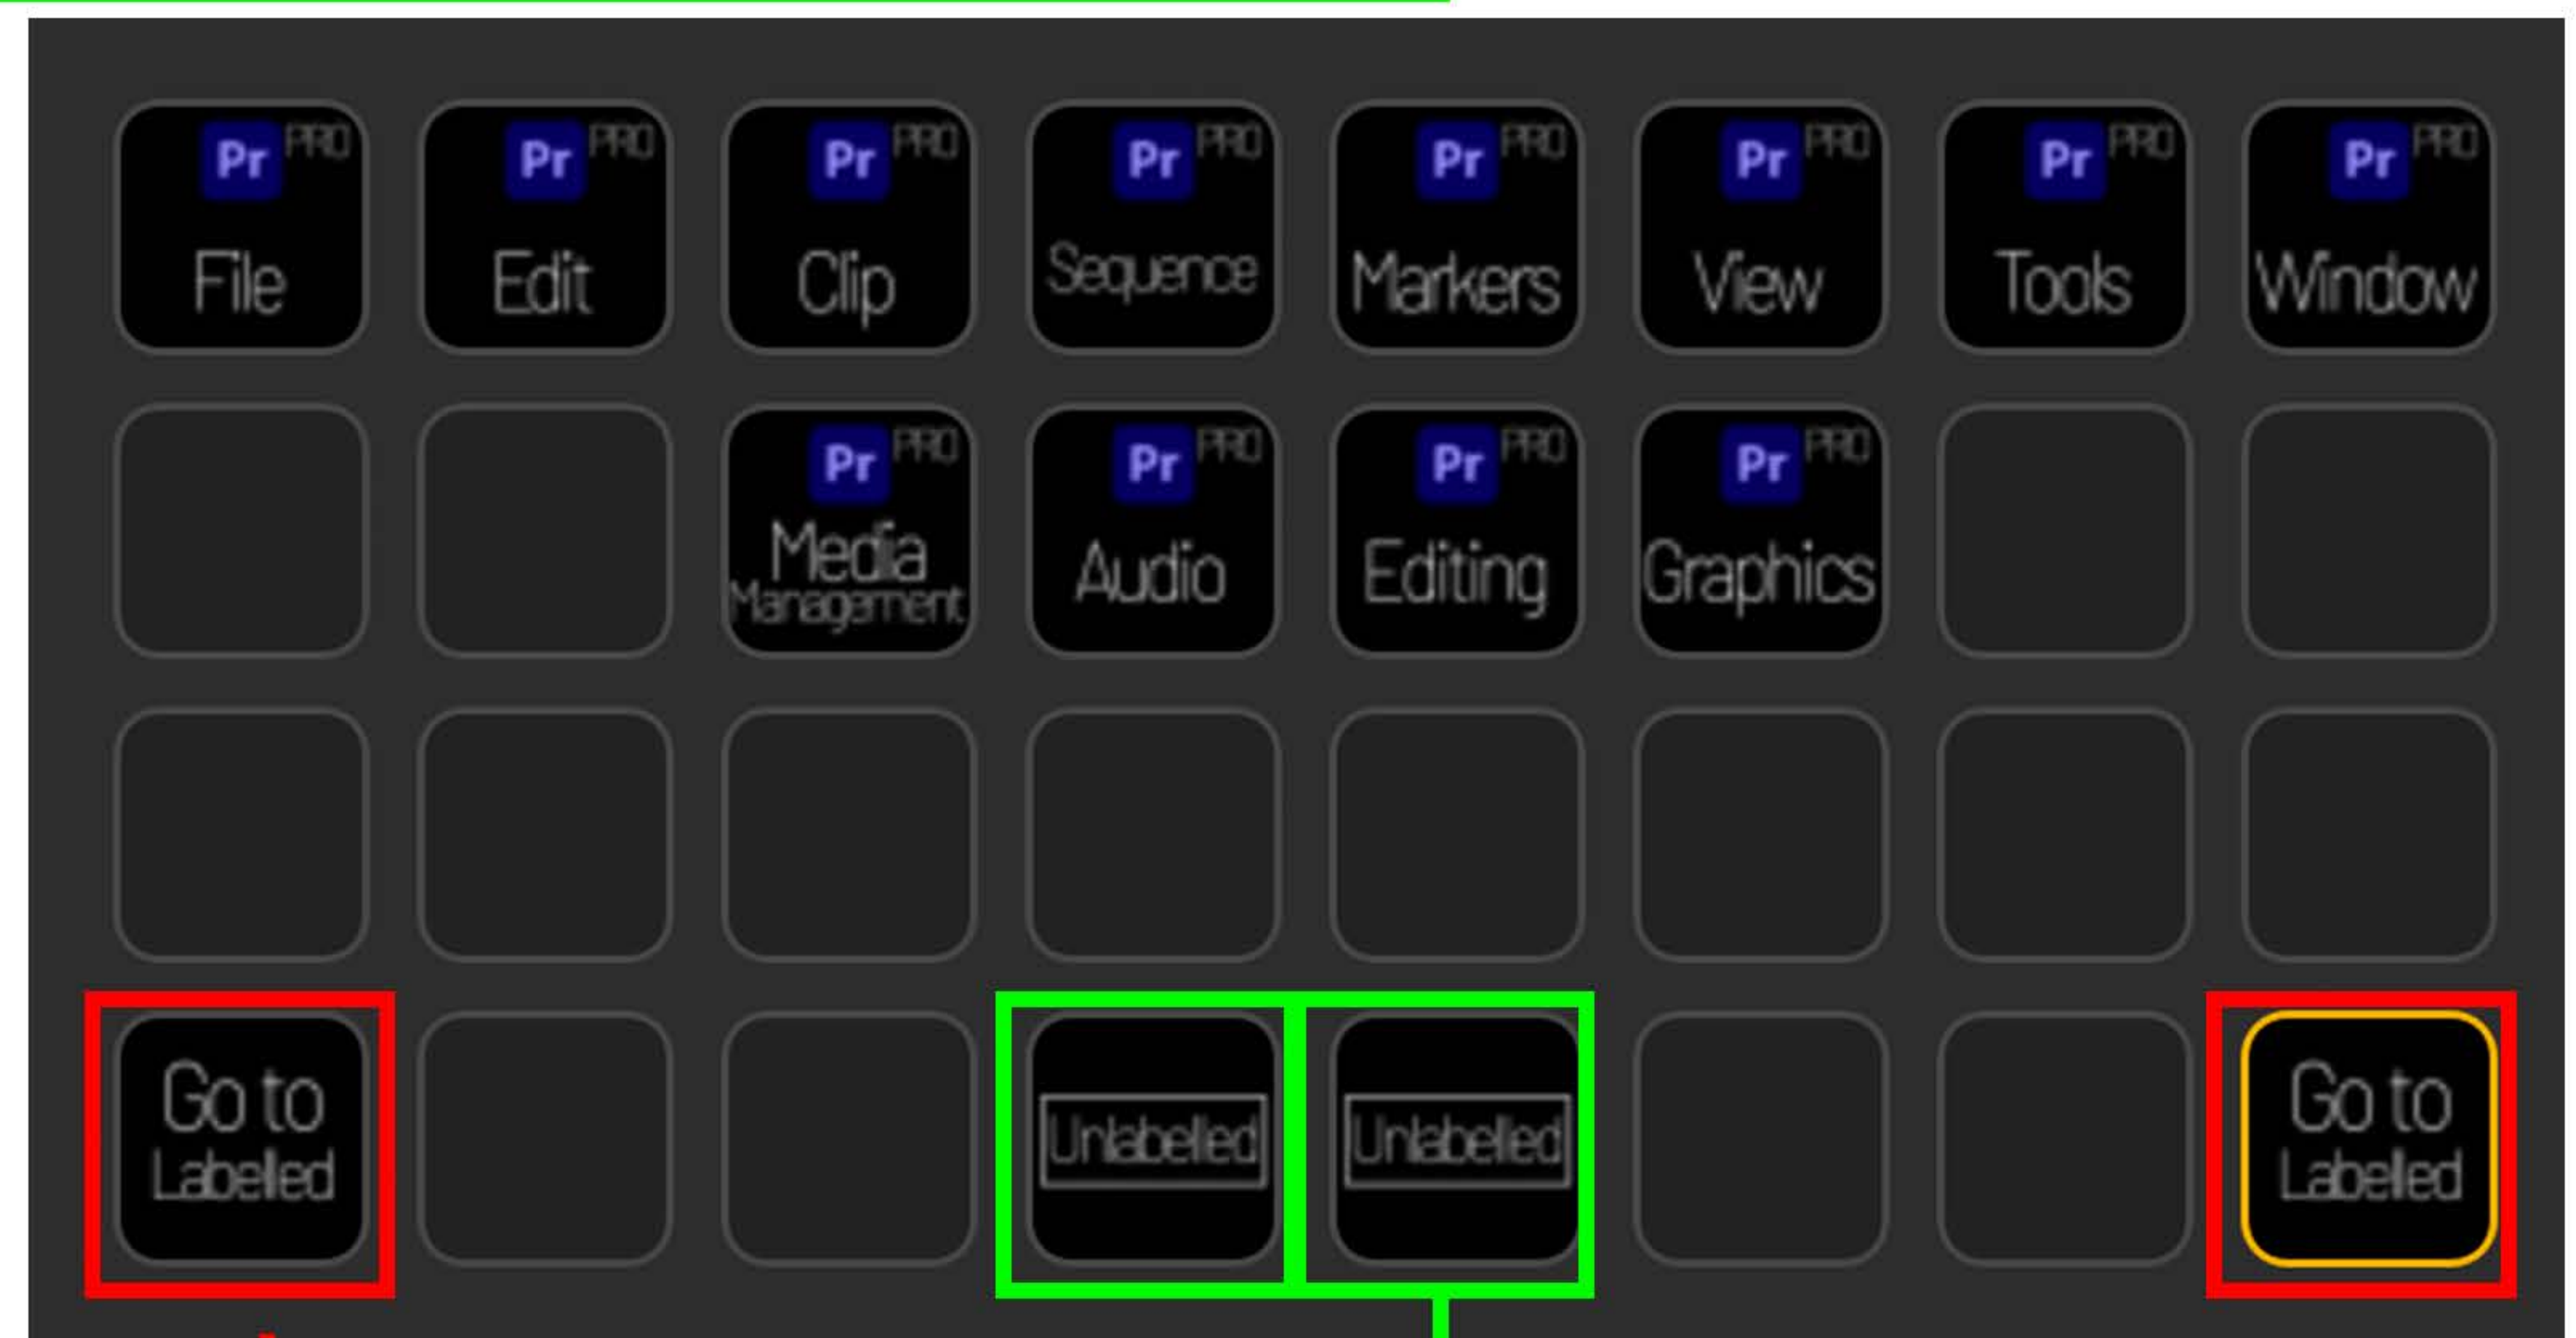 Pr PRO Pr PRO Pr PRO Pr PRO Pr PRO Pr PRO Pr PRO Pr PRO
File Edit Clip Sequence Markers View Tools Window
Pr PRO Pr PRO Pr PRO Pr PRO
Media Management Audio Editing Graphics
Go to Labelled Unlabelled Unlabelled Go to Labelled